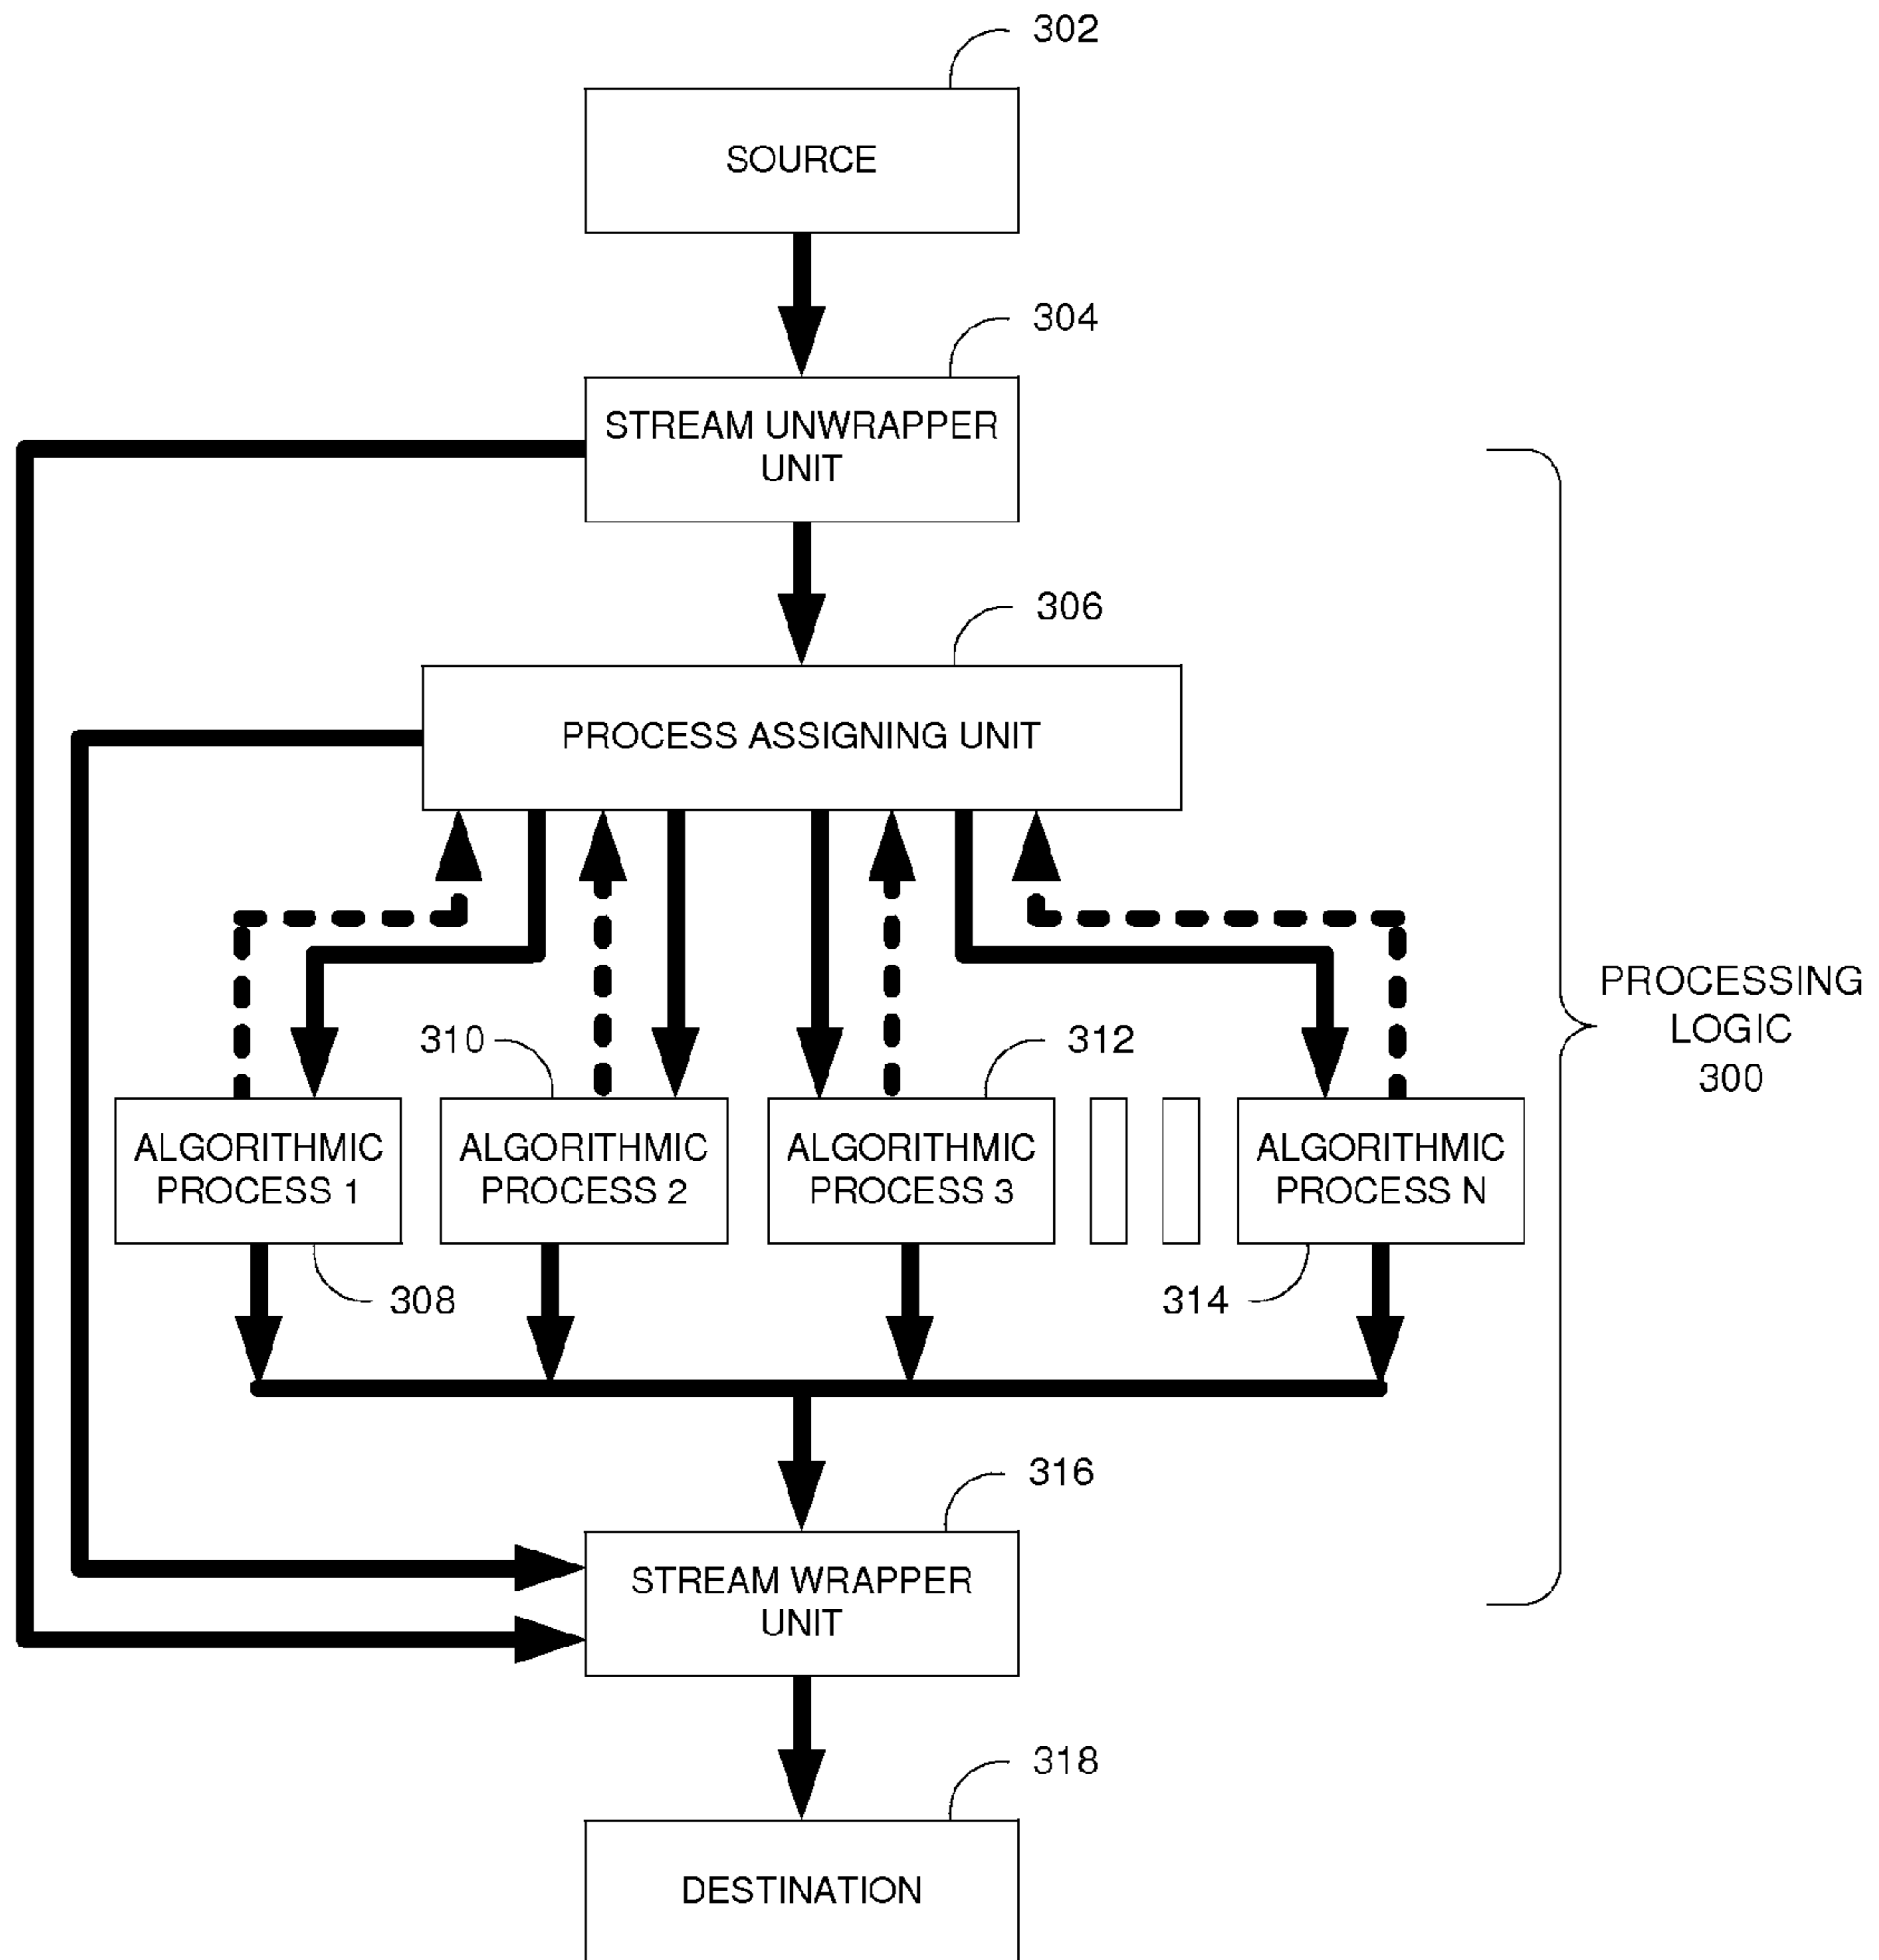 302
SOURCE
304
STREAM UNWRAPPER
UNIT
306
PROCESS ASSIGNING UNIT
PROCESSING
LOGIC
300
310
312
ALGORITHMIC
PROCESS 1
ALGORITHMIC
PROCESS 2
ALGORITHMIC
PROCESS 3
ALGORITHMIC
PROCESS N
308
314
316
STREAM WRAPPER
UNIT
318
DESTINATION